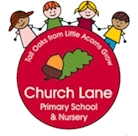 Tall Oaks from Little Acorns Grow
Church Lane
Primary School
& Nursery